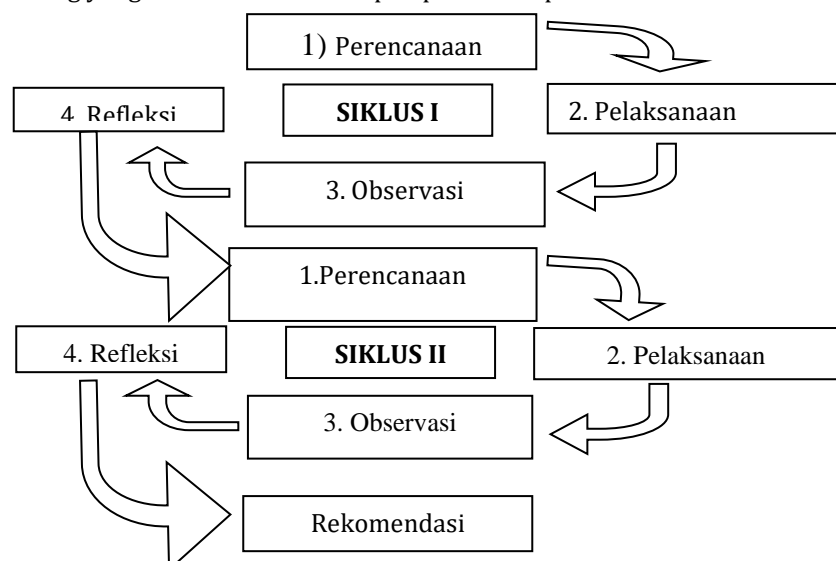 1) Perencanaan
4. Refleksi
SIKLUS I
2. Pelaksanaan
3. Observasi
1.Perencanaan
4. Refleksi
SIKLUS II
2. Pelaksanaan
3. Observasi
Rekomendasi